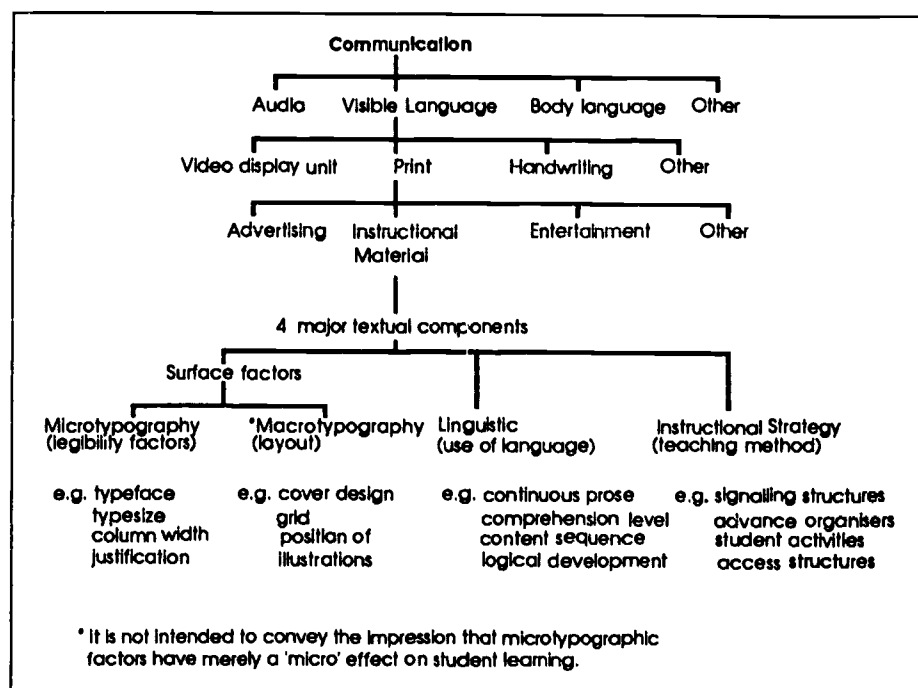 Communication
Audio Visible Language Body language Other
Video display unit Print Handwriting Other
Advertising Instructional Material Entertainment Other
4 major textual components
Surface factors
Microtypography (legibility factors)
*Macrotypography (layout)
Linguistic (use of language)
Instructional Strategy (teaching method)
e.g. typeface
typesize
column width
justification
e.g. cover design
grid
position of
illustrations
e.g. continuous prose
comprehension level
content sequence
logical development
e.g. signalling structures
advance organisers
student activities
access structures
* It is not intended to convey the impression that microtypographic
factors have merely a 'micro' effect on student learning.